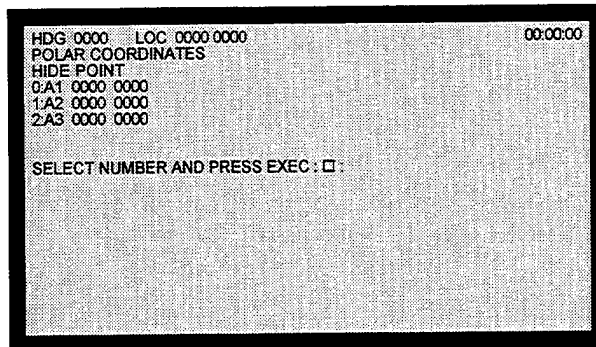 HDG 0000 LOC 0000 0000 00:00:00
POLAR COORDINATES
HIDE POINT
0:A1 0000 0000
1:A2 0000 0000
2:A3 0000 0000
SELECT NUMBER AND PRESS EXEC : □ :